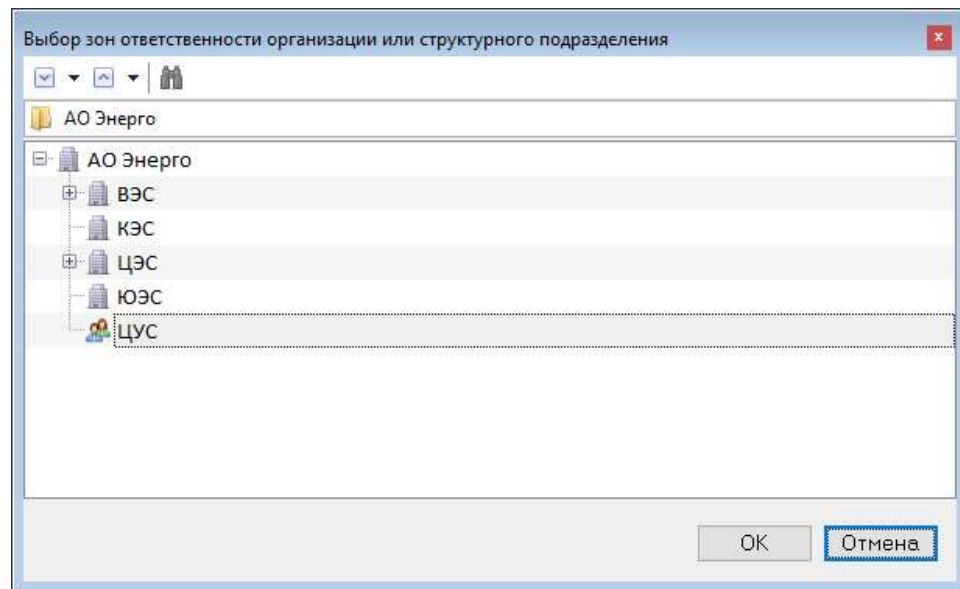 Выбор зон ответственности организации или структурного подразделения
АО Энерго
АО Энерго
ВЭС
КЭС
ЦЭС
ЮЭС
ЦУС
OK
Отмена